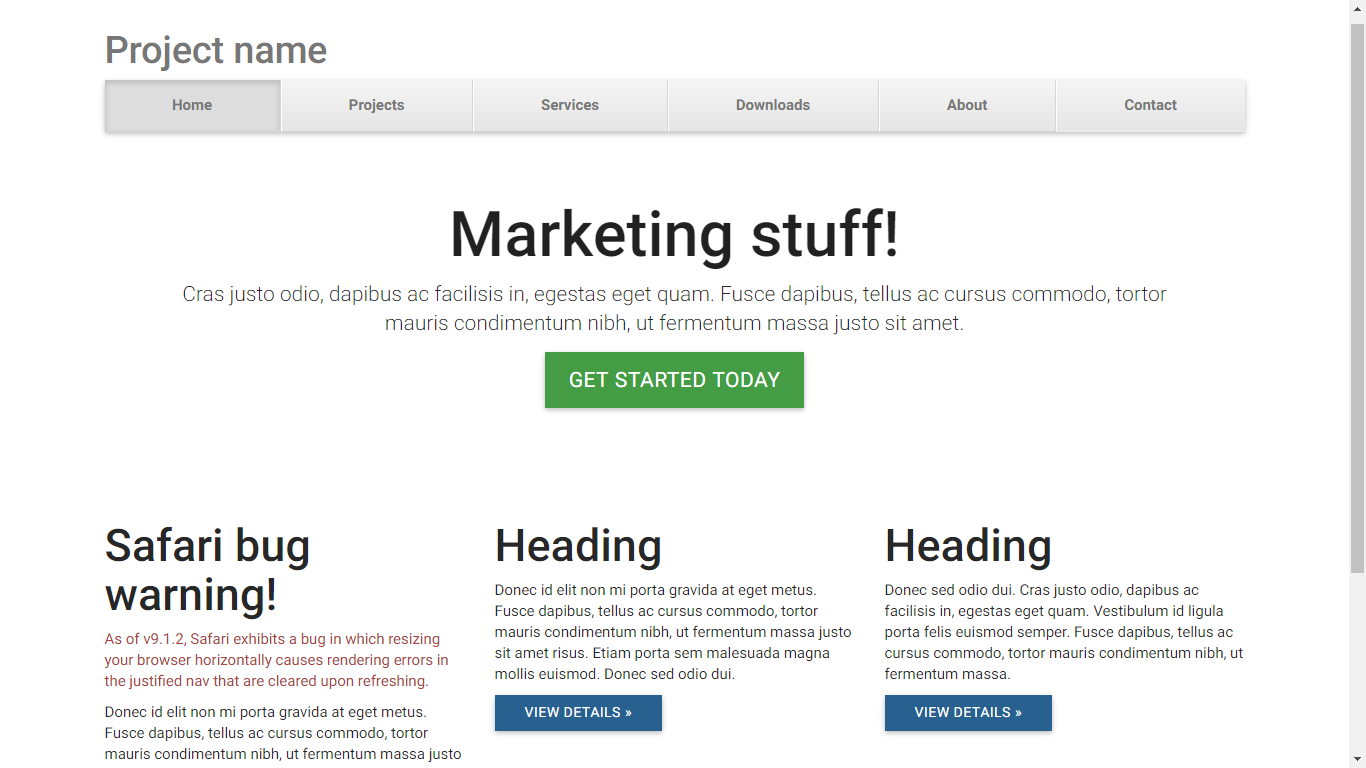 Project name
Home Projects Services Downloads About Contact
Marketing stuff!
Cras justo odio, dapibus ac facilisis in, egestas eget quam. Fusce dapibus, tellus ac cursus commodo, tortor
mauris condimentum nibh, ut fermentum massa justo sit amet.
GET STARTED TODAY
Safari bug
warning!
As of v9.1.2, Safari exhibits a bug in which resizing
your browser horizontally causes rendering errors in
the justified nav that are cleared upon refreshing.
Donec id elit non mi porta gravida at eget metus.
Fusce dapibus, tellus ac cursus commodo, tortor
mauris condimentum nibh, ut fermentum massa justo
Heading
Donec id elit non mi porta gravida at eget metus.
Fusce dapibus, tellus ac cursus commodo, tortor
mauris condimentum nibh, ut fermentum massa justo
sit amet risus. Etiam porta sem malesuada magna
mollis euismod. Donec sed odio dui.
VIEW DETAILS »
Heading
Donec sed odio dui. Cras justo odio, dapibus ac
facilisis in, egestas eget quam. Vestibulum id ligula
porta felis euismod semper. Fusce dapibus, tellus ac
cursus commodo, tortor mauris condimentum nibh, ut
fermentum massa.
VIEW DETAILS »